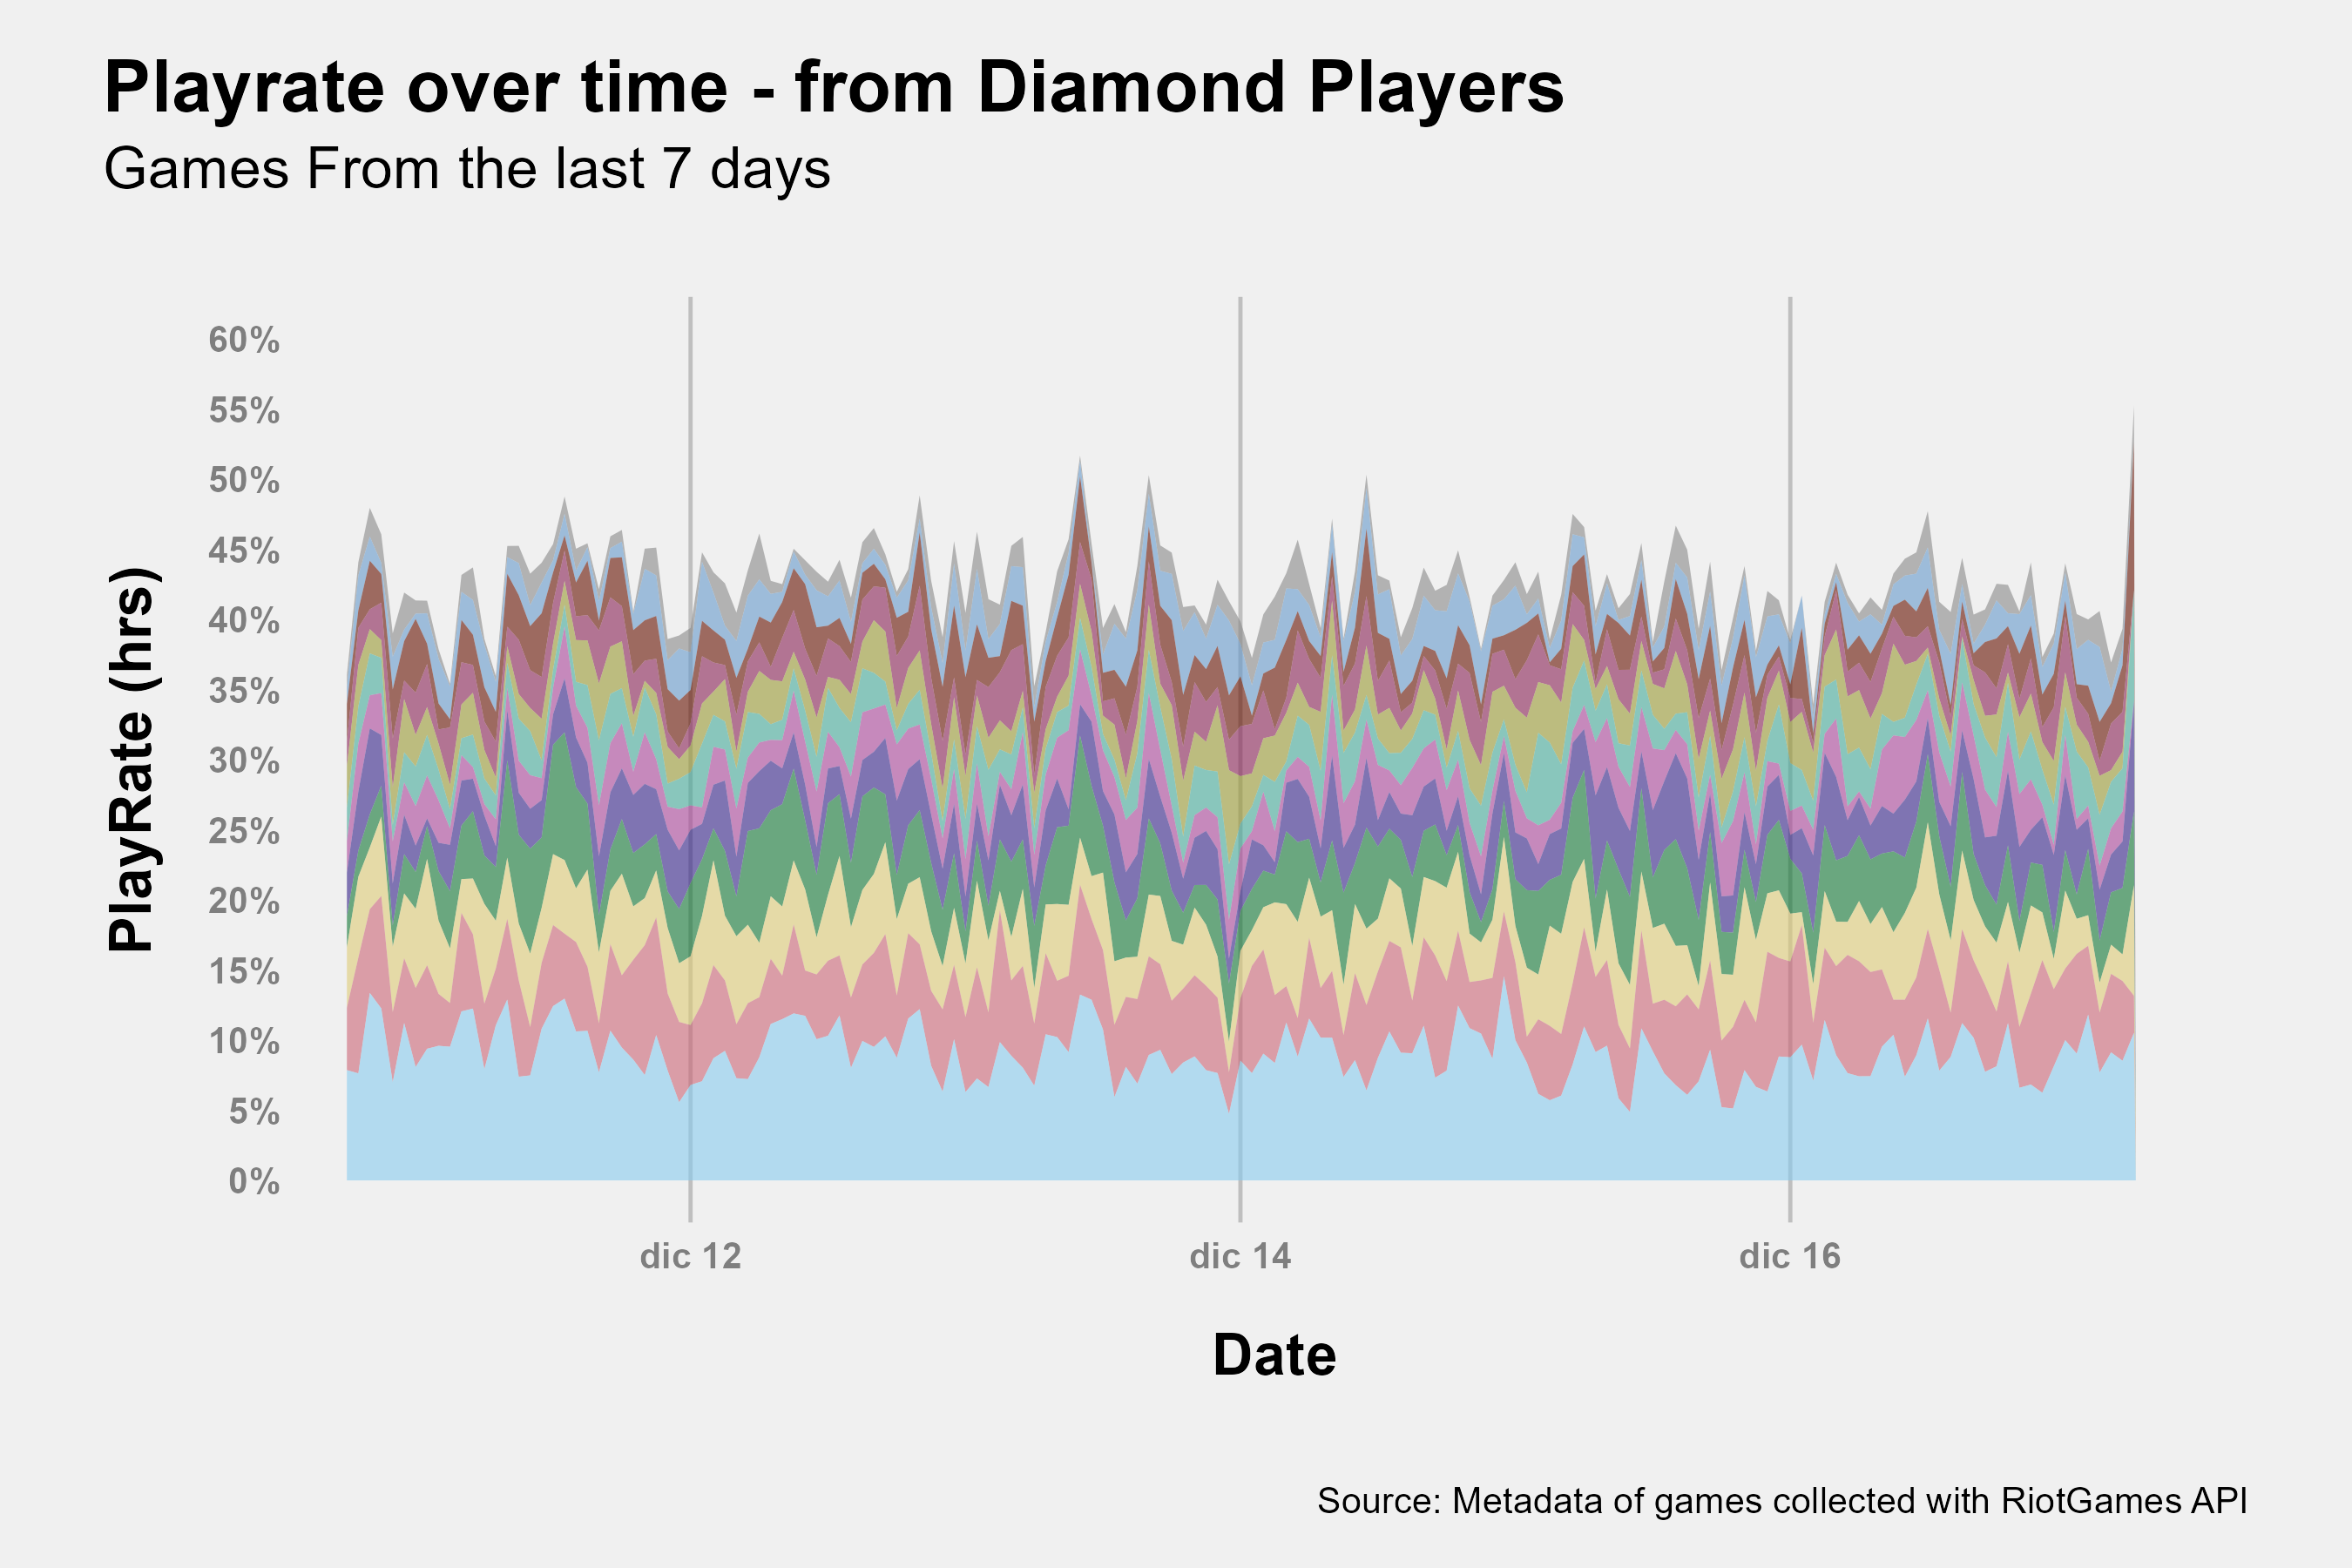 Playrate over time - from Diamond Players
Games From the last 7 days
PlayRate (hrs)
60%
55%
50%
45%
40%
35%
30%
25%
20%
15%
10%
5%
0%
dic 12
dic 14
dic 16
Date
Source: Metadata of games collected with RiotGames API